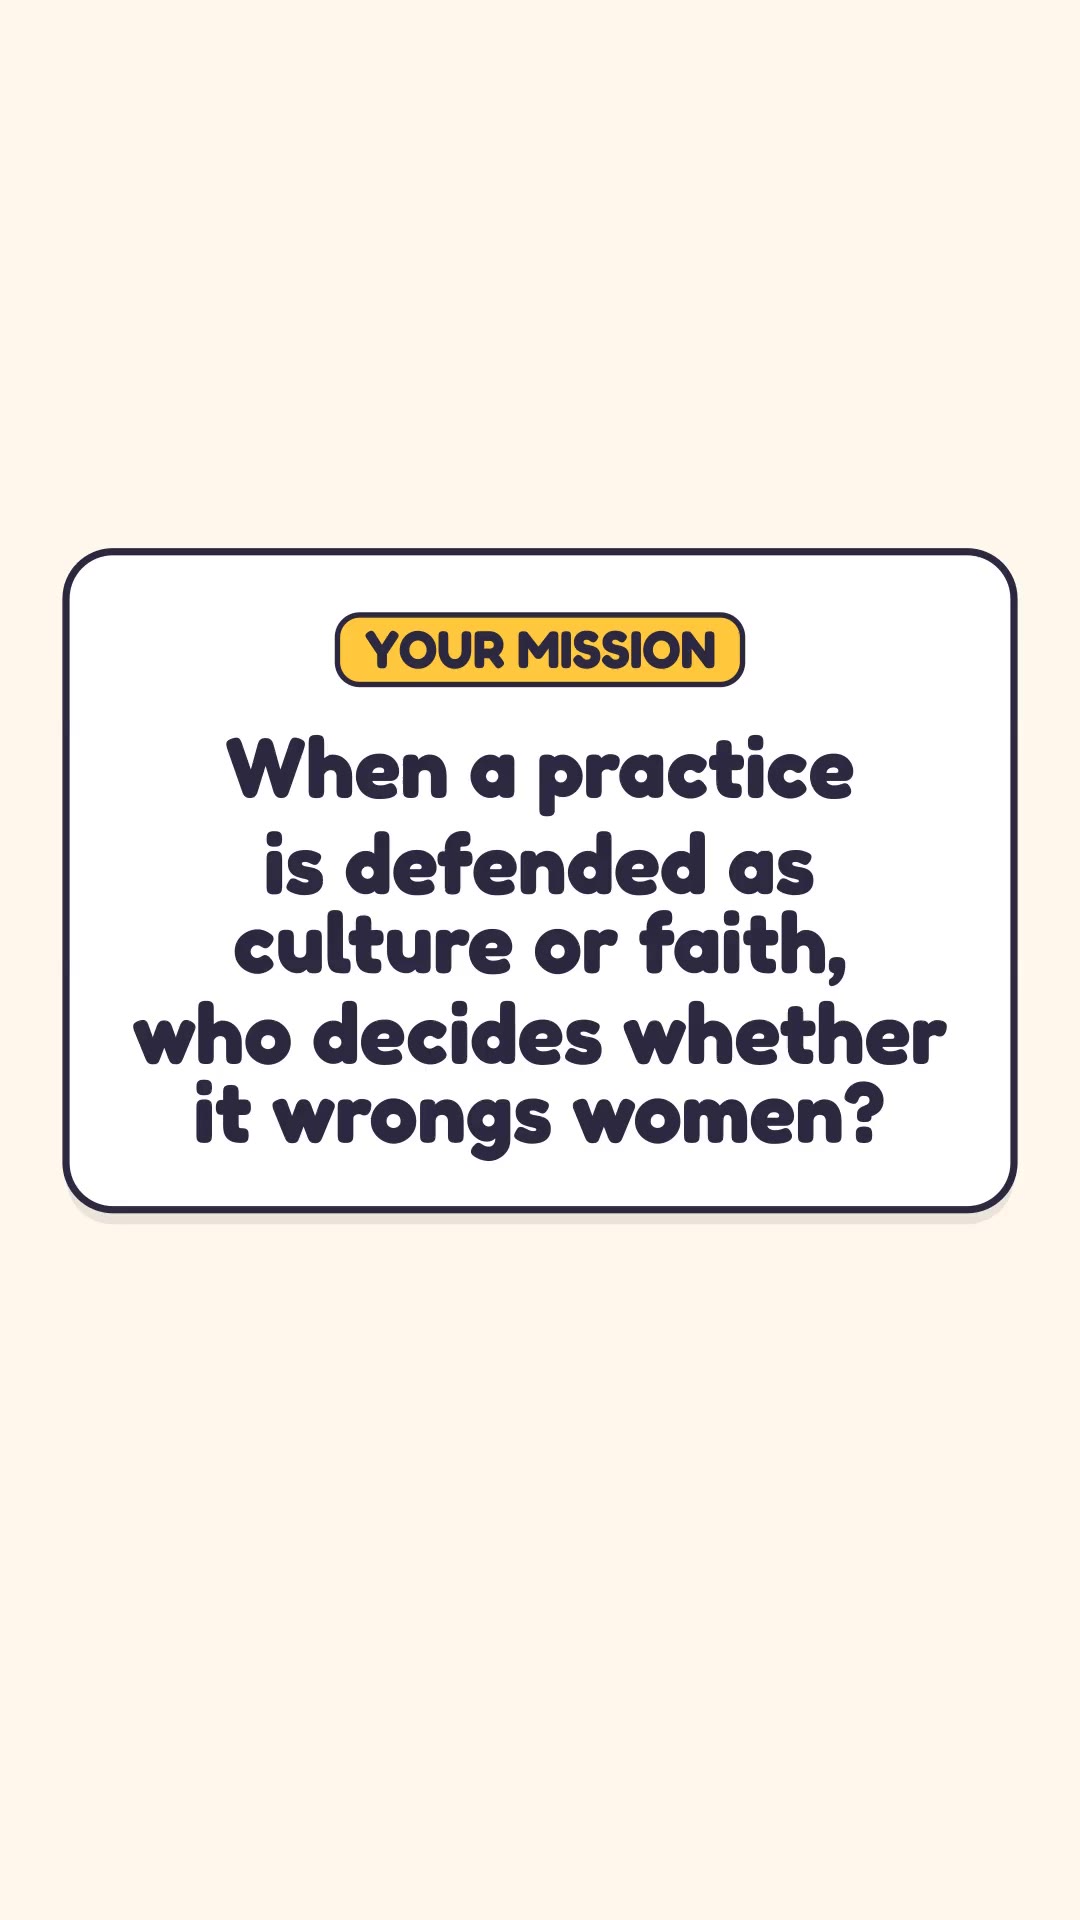 YOUR MISSION
When a practice
is defended as
culture or faith,
who decides whether
it wrongs women?